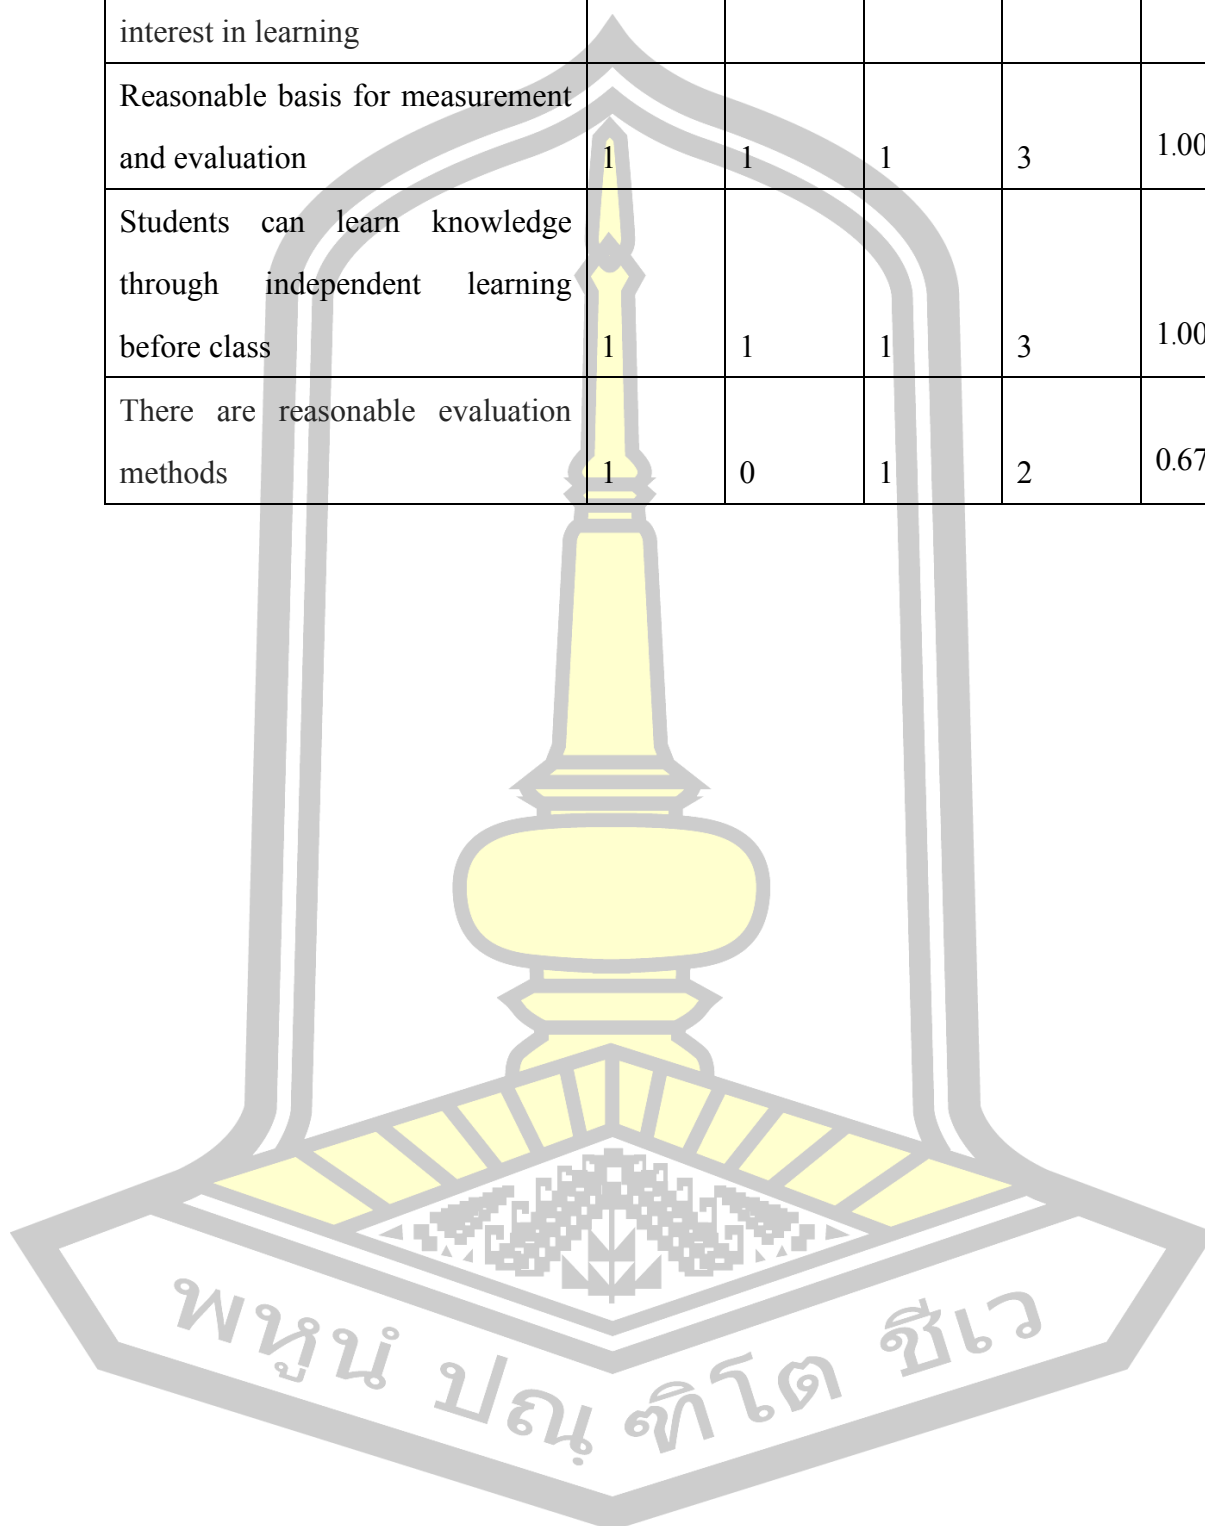 interest in learning
Reasonable basis for measurement
and evaluation 1 1 1 3 1.00
Students can learn knowledge
through independent learning
before class 1 1 1 3 1.00
There are reasonable evaluation
methods 1 0 1 2 0.67
พหูนํ ปณฺฑิโต ชีเว